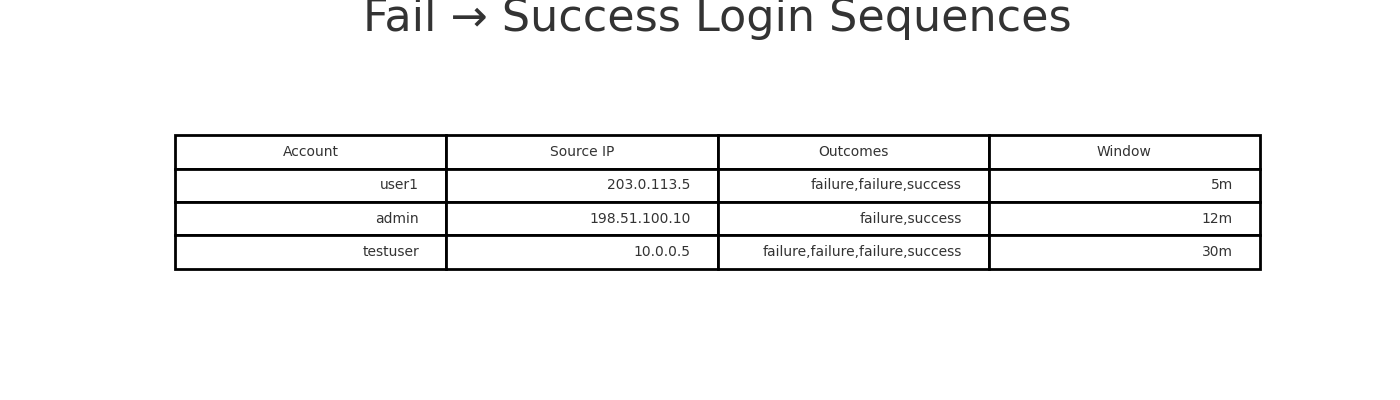 Fail → Success Login Sequences
Account Source IP Outcomes Window
user1 203.0.113.5 failure,failure,success 5m
admin 198.51.100.10 failure,success 12m
testuser 10.0.0.5 failure,failure,failure,success 30m